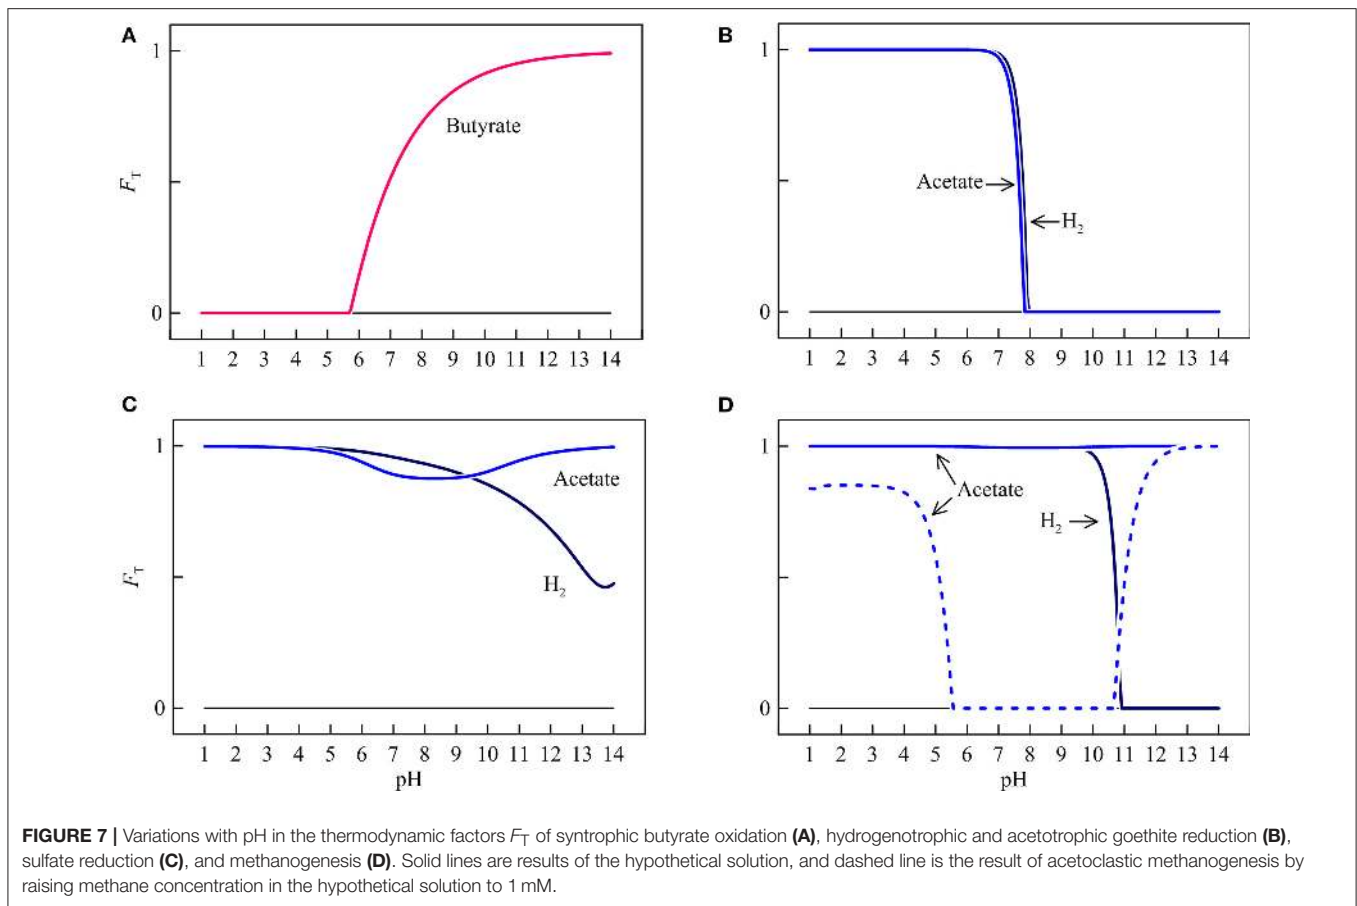 A
1
F_T
0
Butyrate
1 2 3 4 5 6 7 8 9 10 11 12 13 14
B
1
0
Acetate
H2
1 2 3 4 5 6 7 8 9 10 11 12 13 14
C
1
F_T
0
Acetate
H2
1 2 3 4 5 6 7 8 9 10 11 12 13 14
pH
D
1
0
Acetate
H2
1 2 3 4 5 6 7 8 9 10 11 12 13 14
pH
FIGURE 7 | Variations with pH in the thermodynamic factors F_T of syntrophic butyrate oxidation (A), hydrogenotrophic and acetotrophic goethite reduction (B),
sulfate reduction (C), and methanogenesis (D). Solid lines are results of the hypothetical solution, and dashed line is the result of acetoclastic methanogenesis by
raising methane concentration in the hypothetical solution to 1 mM.